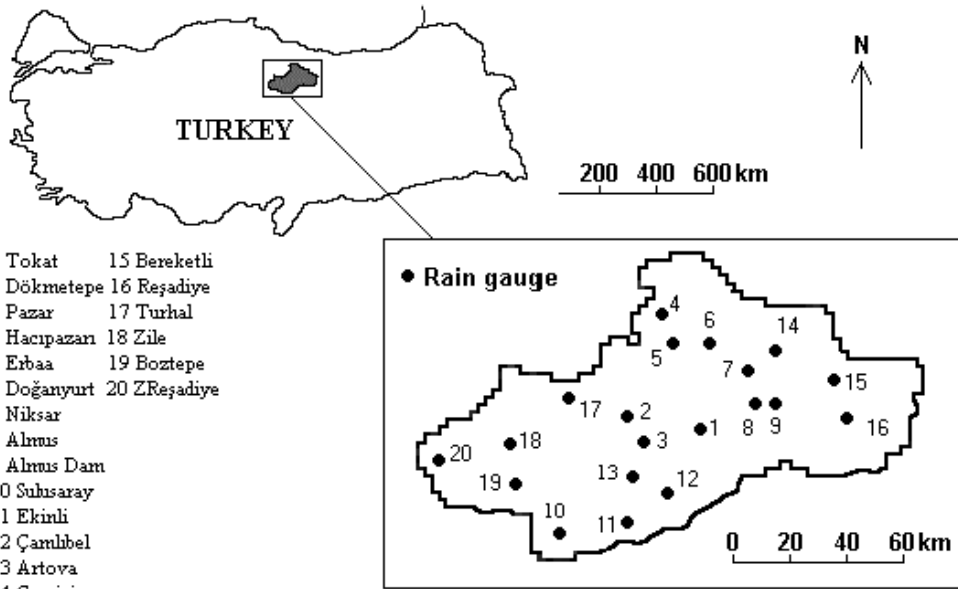 TURKEY
N
200 400 600 km
Tokat 15 Bereketli
Dökmetepe 16 Reşadiye
Pazar 17 Turhal
Hacıpazarı 18 Zile
Erbaa 19 Boztepe
Doğanyurt 20 ZReşadiye
Niksar
Almus
Almus Dam
0 Sulusaray
1 Ekinli
2 Çamlıbel
3 Artova
Rain gauge
4
6
14
5
7
15
17
2
8
9
16
1
18
3
20
13
12
19
10
11
0 20 40 60 km